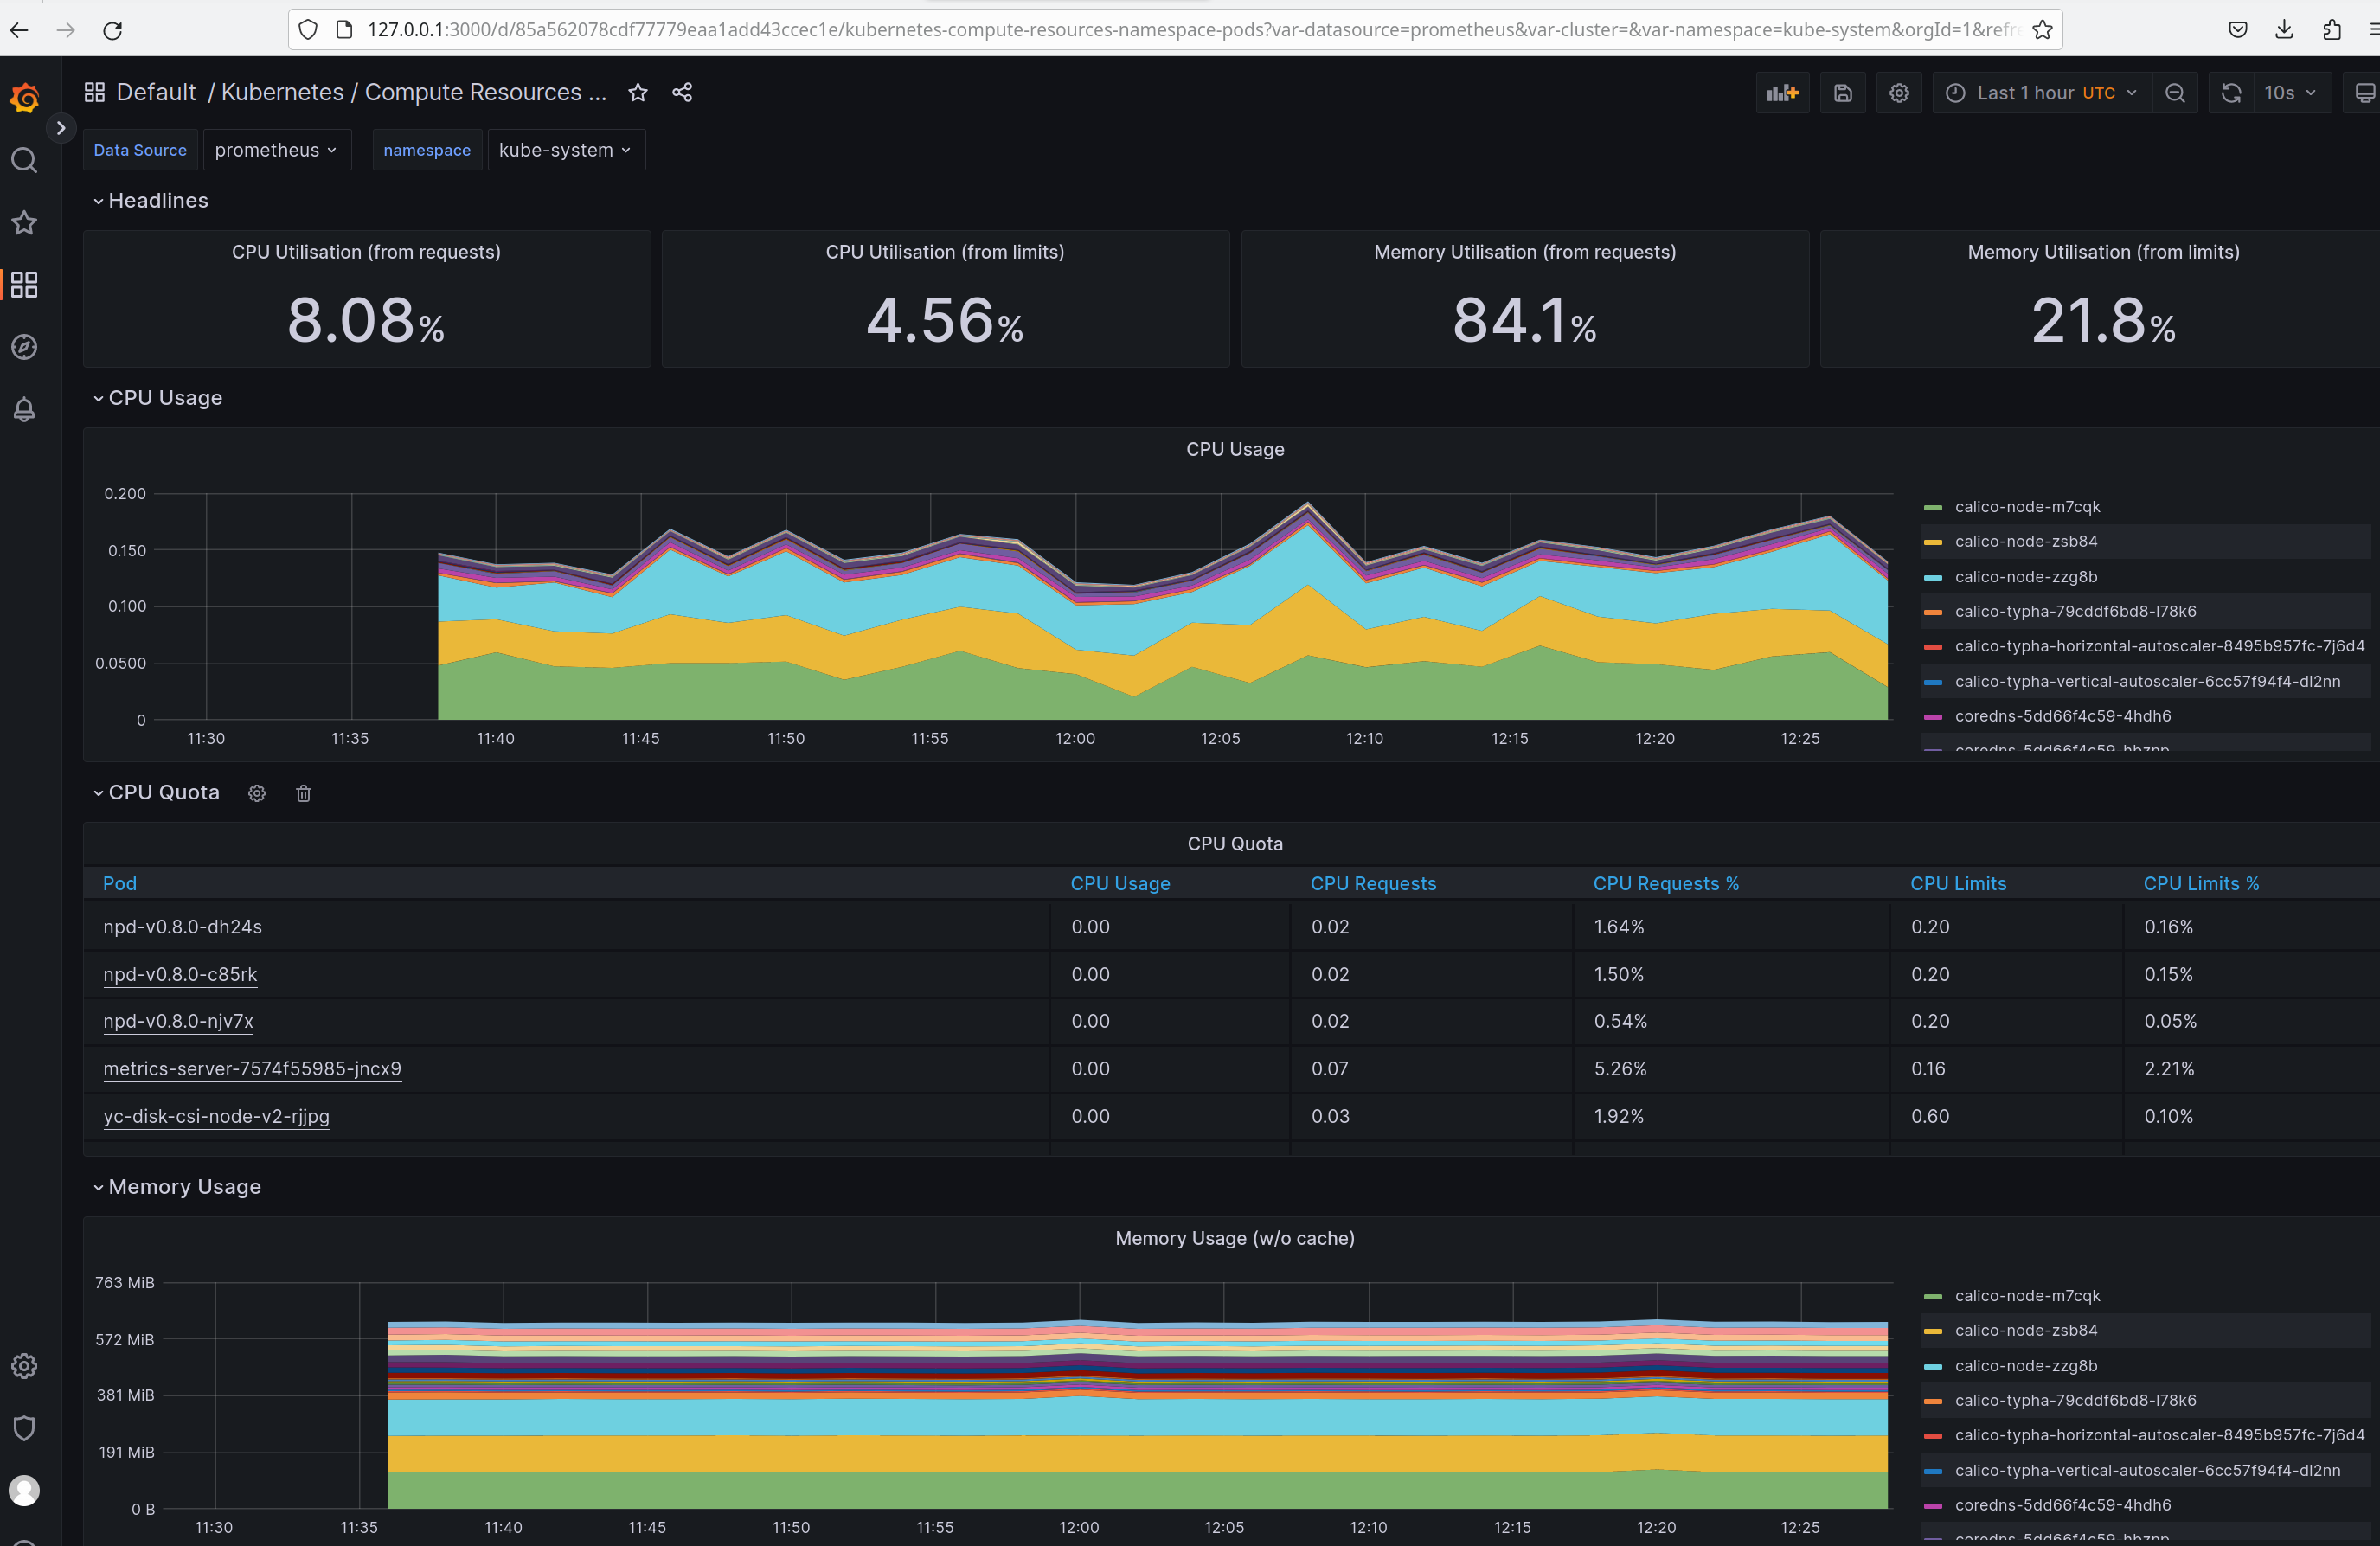 127.0.0.1:3000/d/85a562078cdf77779eaa1add43ccec1e/kubernetes-compute-resources-namespace-pods?var-datasource=prometheus&var-cluster=&var-namespace=kube-system&orgId=1&refre
Default / Kubernetes / Compute Resources ...
Last 1 hour UTC
10s
Data Source prometheus namespace kube-system
Headlines
CPU Utilisation (from requests)
8.08%
CPU Utilisation (from limits)
4.56%
Memory Utilisation (from requests)
84.1%
Memory Utilisation (from limits)
21.8%
CPU Usage
CPU Usage
0.200
0.150
0.100
0.0500
0
11:30 11:35 11:40 11:45 11:50 11:55 12:00 12:05 12:10 12:15 12:20 12:25
calico-node-m7cqk
calico-node-zsb84
calico-node-zzg8b
calico-typha-79cddf6bd8-l78k6
calico-typha-horizontal-autoscaler-8495b957fc-7j6d4
calico-typha-vertical-autoscaler-6cc57f94f4-dl2nn
coredns-5dd66f4c59-4hdh6
coredns-5dd66f4c59-hbznp
CPU Quota
CPU Quota
Pod CPU Usage CPU Requests CPU Requests % CPU Limits CPU Limits %
npd-v0.8.0-dh24s 0.00 0.02 1.64% 0.20 0.16%
npd-v0.8.0-c85rk 0.00 0.02 1.50% 0.20 0.15%
npd-v0.8.0-njv7x 0.00 0.02 0.54% 0.20 0.05%
metrics-server-7574f55985-jncx9 0.00 0.07 5.26% 0.16 2.21%
yc-disk-csi-node-v2-rjjpg 0.00 0.03 1.92% 0.60 0.10%
Memory Usage
Memory Usage (w/o cache)
763 MiB
572 MiB
381 MiB
191 MiB
0 B
11:30 11:35 11:40 11:45 11:50 11:55 12:00 12:05 12:10 12:15 12:20 12:25
calico-node-m7cqk
calico-node-zsb84
calico-node-zzg8b
calico-typha-79cddf6bd8-l78k6
calico-typha-horizontal-autoscaler-8495b957fc-7j6d4
calico-typha-vertical-autoscaler-6cc57f94f4-dl2nn
coredns-5dd66f4c59-4hdh6
coredns-5dd66f4c59-hbznp